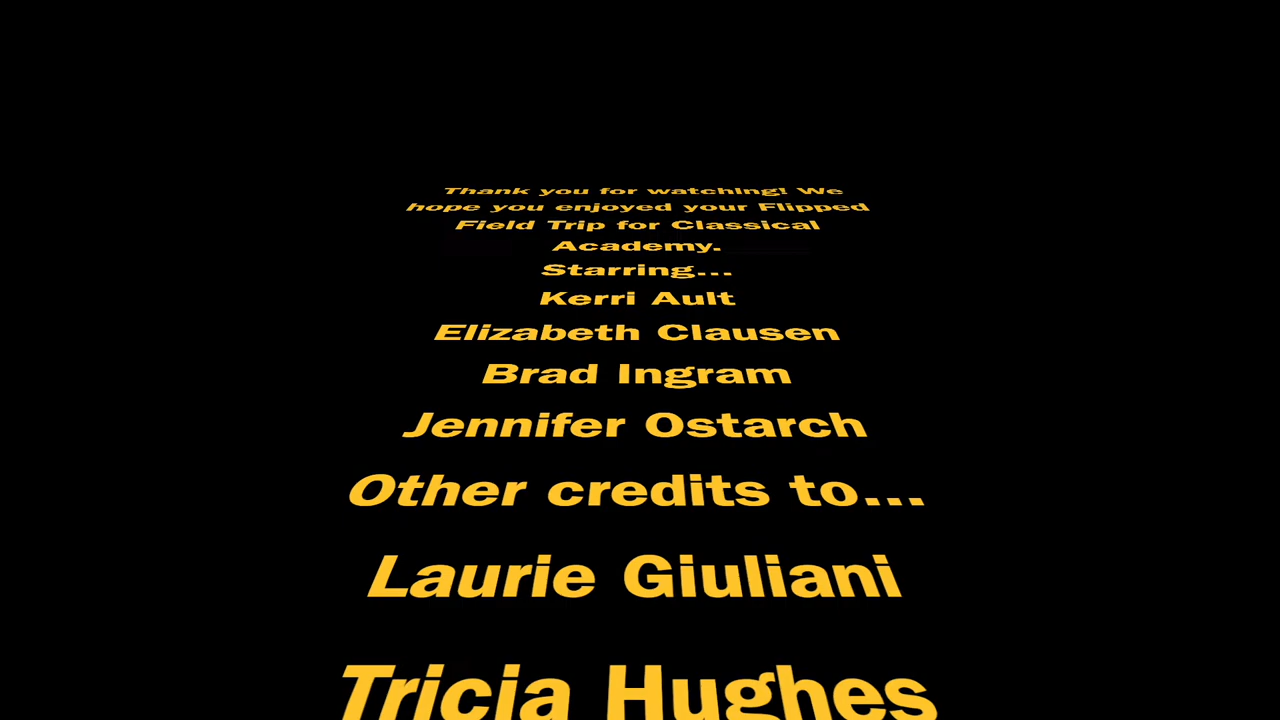 Thank you for watching! We
hope you enjoyed your Flipped
Field Trip for Classical
Academy.
Starring...
Kerri Ault
Elizabeth Clausen
Brad Ingram
Jennifer Ostarch
Other credits to...
Laurie Giuliani
Tricia Hughes